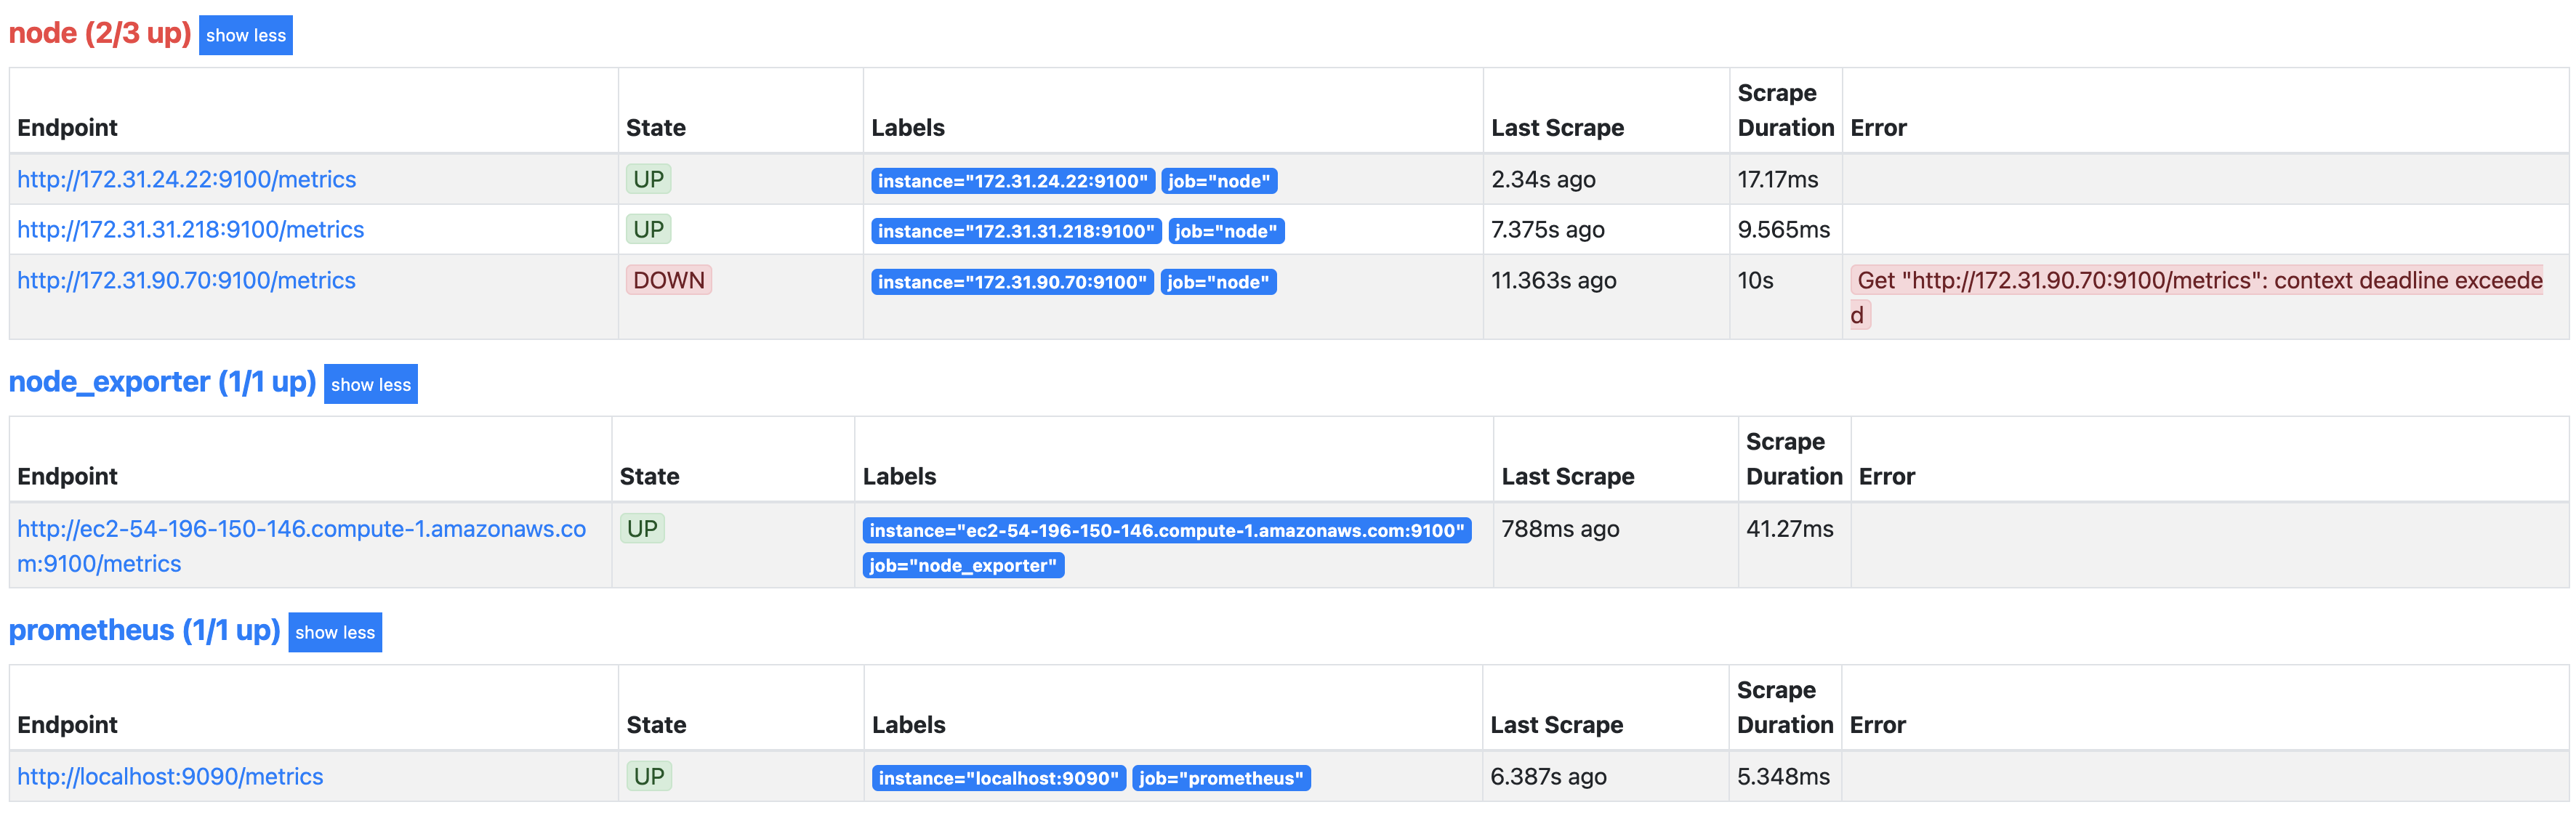 node (2/3 up) show less
Endpoint State Labels Last Scrape Scrape Duration Error
http://172.31.24.22:9100/metrics UP instance="172.31.24.22:9100" job="node" 2.34s ago 17.17ms
http://172.31.31.218:9100/metrics UP instance="172.31.31.218:9100" job="node" 7.375s ago 9.565ms
http://172.31.90.70:9100/metrics DOWN instance="172.31.90.70:9100" job="node" 11.363s ago 10s Get "http://172.31.90.70:9100/metrics": context deadline exceede
d
node_exporter (1/1 up) show less
Endpoint State Labels Last Scrape Scrape Duration Error
http://ec2-54-196-150-146.compute-1.amazonaws.co UP instance="ec2-54-196-150-146.compute-1.amazonaws.com:9100" 788ms ago 41.27ms
m:9100/metrics job="node_exporter"
prometheus (1/1 up) show less
Endpoint State Labels Last Scrape Scrape Duration Error
http://localhost:9090/metrics UP instance="localhost:9090" job="prometheus" 6.387s ago 5.348ms